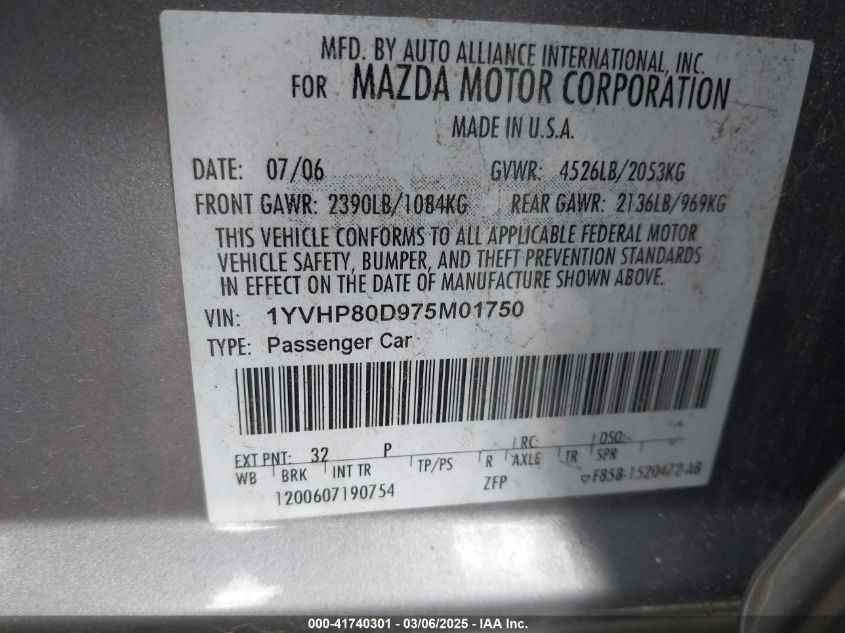 MFD. BY AUTO ALLIANCE INTERNATIONAL, INC.
FOR MAZDA MOTOR CORPORATION
MADE IN U.S.A.
DATE: 07/06 GVWR: 4526LB/2053KG
FRONT GAWR: 2390LB/1084KG REAR GAWR: 2136LB/969KG
THIS VEHICLE CONFORMS TO ALL APPLICABLE FEDERAL MOTOR
VEHICLE SAFETY, BUMPER, AND THEFT PREVENTION STANDARDS
IN EFFECT ON THE DATE OF MANUFACTURE SHOWN ABOVE.
VIN: 1YVHP80D975M01750
TYPE: Passenger Car
EXT PNT: 32 P RC: DSO:
WB BRK INT TR TP/PS R AXLE TR SPR
1200607190754 ZFP F85B-1520472-AB
000-41740301 - 03/06/2025 - IAA Inc.